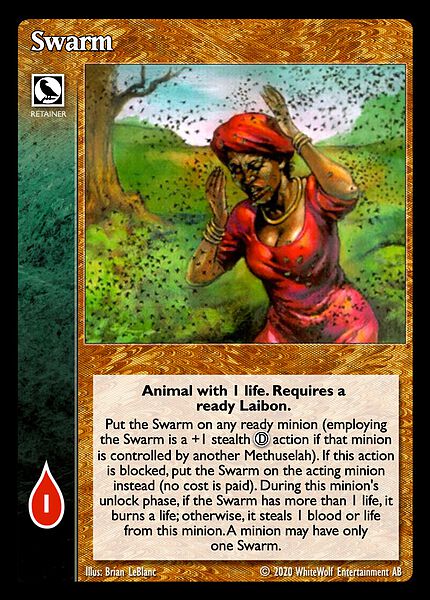 Swarm
RETAINER
Animal with 1 life. Requires a
ready Laibon.
Put the Swarm on any ready minion (employing
the Swarm is a +1 stealth Ⓓ action if that minion
is controlled by another Methuselah). If this action
is blocked, put the Swarm on the acting minion
instead (no cost is paid). During this minion's
unlock phase, if the Swarm has more than 1 life, it
burns a life; otherwise, it steals 1 blood or life
from this minion. A minion may have only
one Swarm.
1
Illus: Brian LeBlanc © 2020 WhiteWolf Entertainment AB